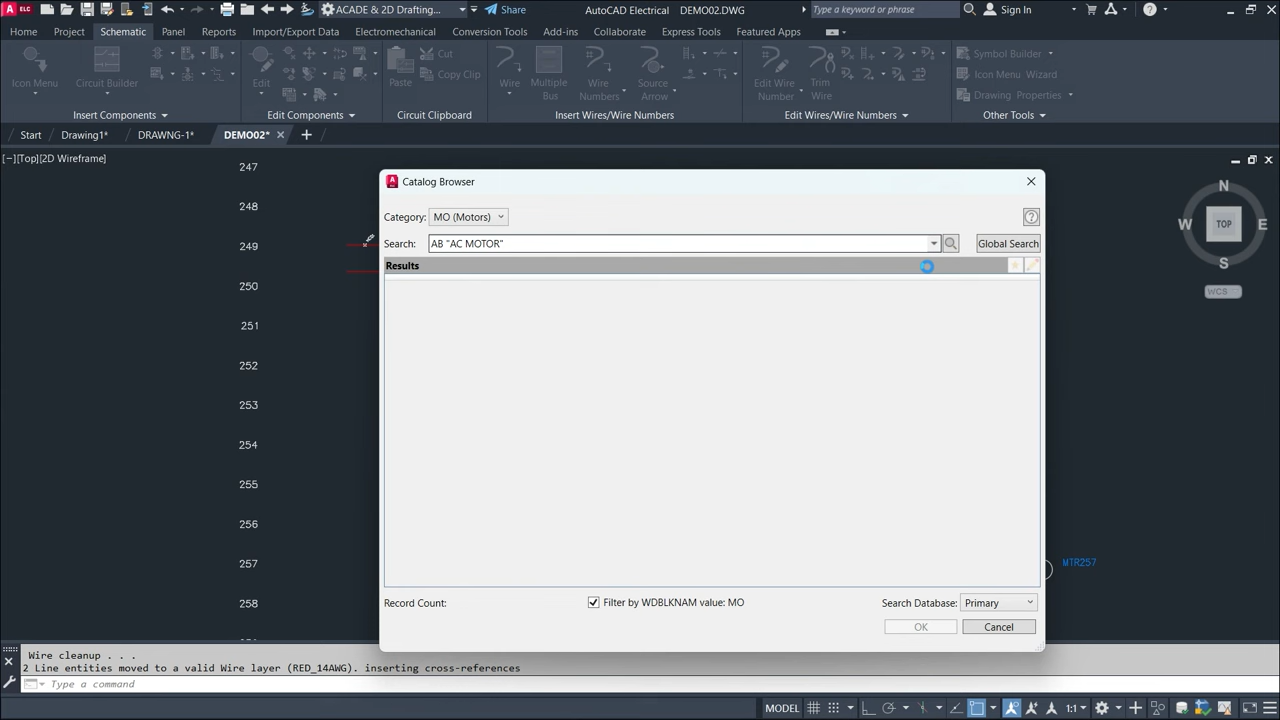 ELC
ACADE & 2D Drafting...
Share
AutoCAD Electrical
DEMO02.DWG
Type a keyword or phrase
Sign In
Home
Project
Schematic
Panel
Reports
Import/Export Data
Electromechanical
Conversion Tools
Add-ins
Collaborate
Express Tools
Featured Apps
Icon Menu
Circuit Builder
Edit
Paste
Cut
Copy Clip
Wire
Multiple
Bus
Wire
Numbers
Source
Arrow
Edit Wire
Number
Trim
Wire
Symbol Builder
Icon Menu Wizard
Drawing Properties
Insert Components
Edit Components
Circuit Clipboard
Insert Wires/Wire Numbers
Edit Wires/Wire Numbers
Other Tools
Start
Drawing1*
DRAWNG-1*
DEMO02*
[−][Top][2D Wireframe]
247
248
249
250
251
252
253
254
255
256
257
258
Catalog Browser
Category:
MO (Motors)
Search:
AB "AC MOTOR"
Global Search
Results
Record Count:
Filter by WDBLKNAM value: MO
Search Database:
Primary
OK
Cancel
N
W
TOP
E
S
WCS
MTR257
Wire cleanup . . .
2 Line entities moved to a valid Wire layer (RED_14AWG). inserting cross-references
Type a command
MODEL
1:1